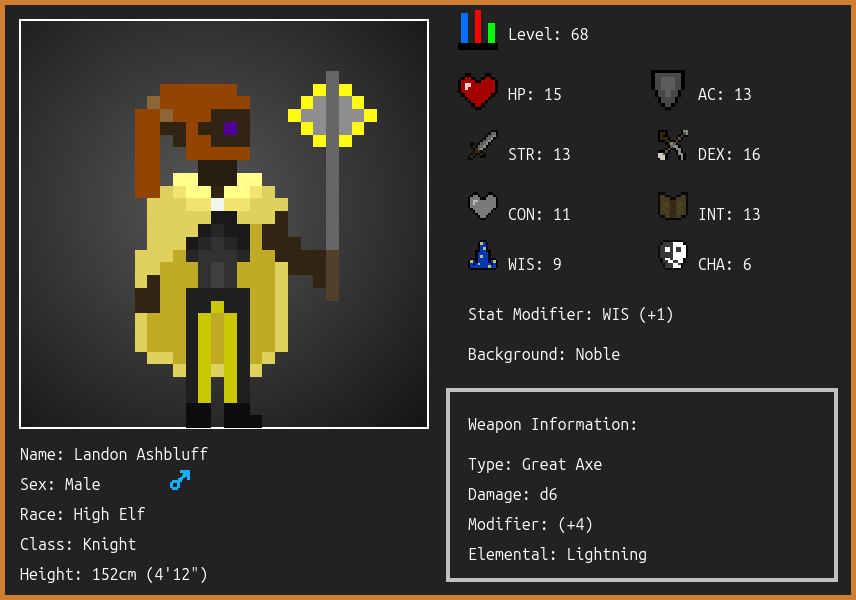 Level: 68
HP: 15
AC: 13
STR: 13
DEX: 16
CON: 11
INT: 13
WIS: 9
CHA: 6
Stat Modifier: WIS (+1)
Background: Noble
Weapon Information:
Type: Great Axe
Damage: d6
Modifier: (+4)
Elemental: Lightning
Name: Landon Ashbluff
Sex: Male
Race: High Elf
Class: Knight
Height: 152cm (4'12")